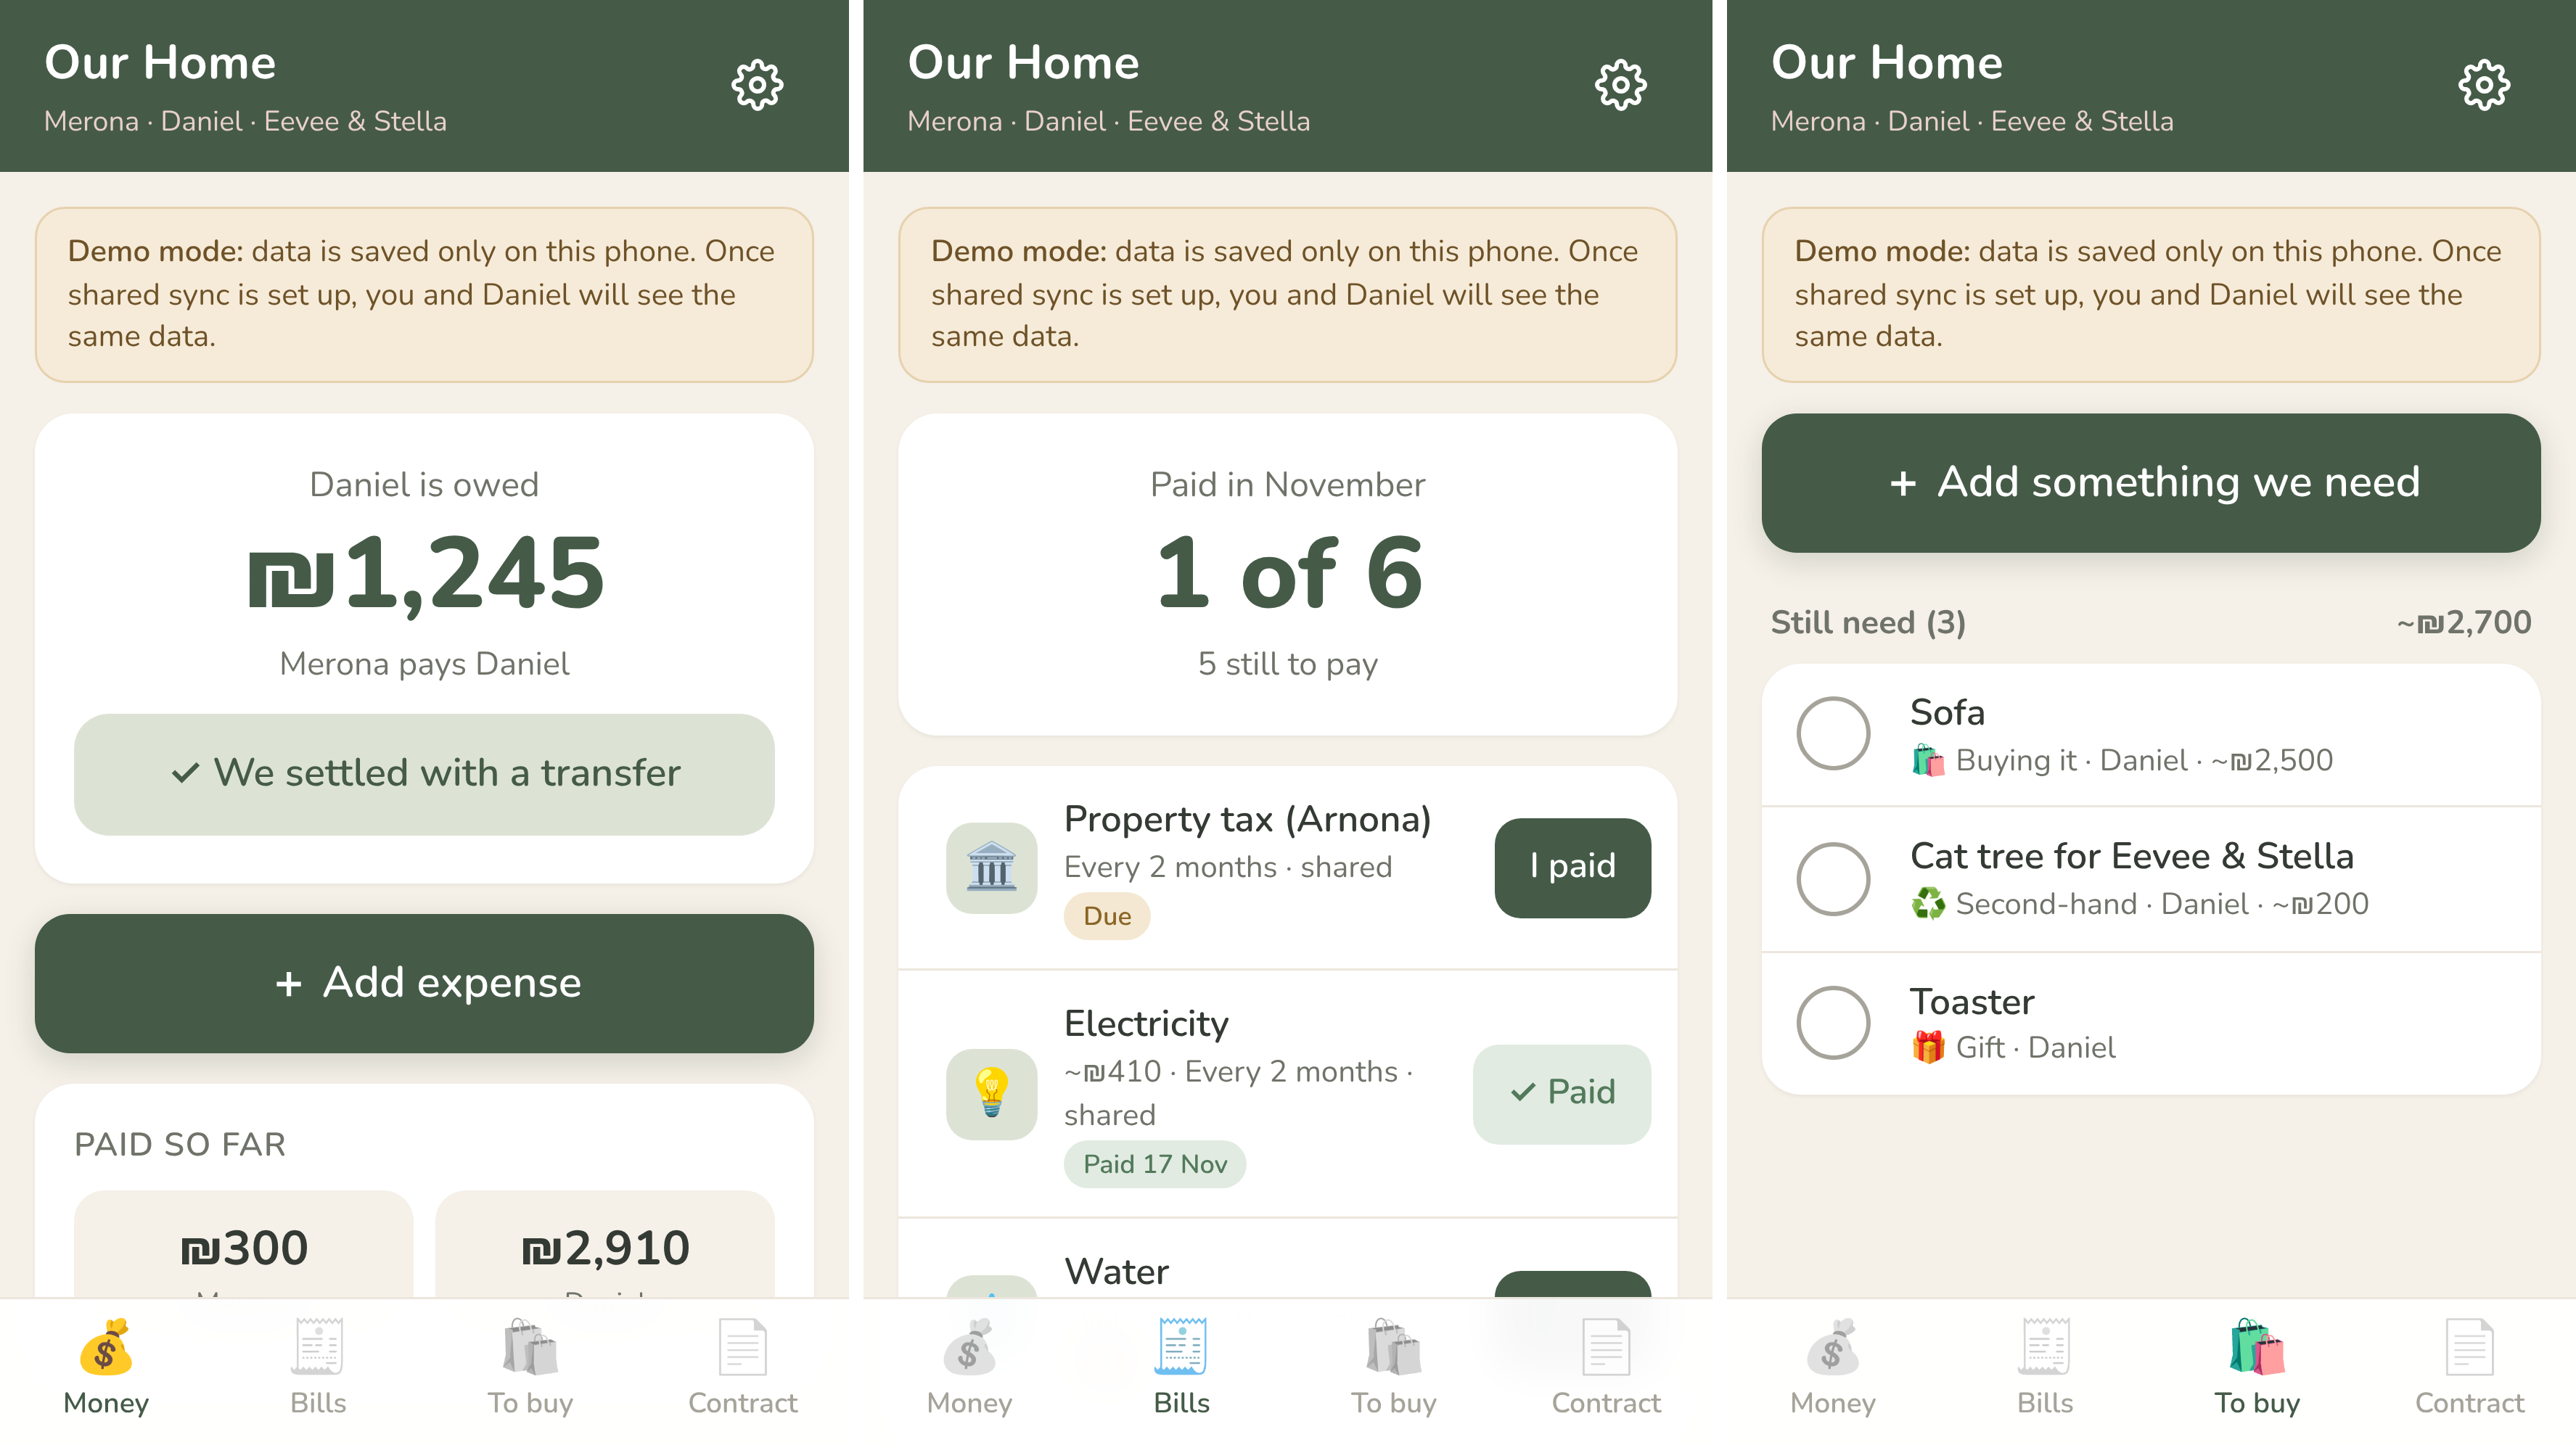 Our Home
Merona · Daniel · Eevee & Stella
Demo mode: data is saved only on this phone. Once
shared sync is set up, you and Daniel will see the
same data.
Daniel is owed
₪1,245
Merona pays Daniel
✓ We settled with a transfer
+ Add expense
PAID SO FAR
₪300
₪2,910
Money
Bills
To buy
Contract
Our Home
Merona · Daniel · Eevee & Stella
Demo mode: data is saved only on this phone. Once
shared sync is set up, you and Daniel will see the
same data.
Paid in November
1 of 6
5 still to pay
Property tax (Arnona)
Every 2 months · shared
Due
I paid
Electricity
~₪410 · Every 2 months ·
shared
Paid 17 Nov
✓ Paid
Water
Money
Bills
To buy
Contract
Our Home
Merona · Daniel · Eevee & Stella
Demo mode: data is saved only on this phone. Once
shared sync is set up, you and Daniel will see the
same data.
+ Add something we need
Still need (3)
~₪2,700
Sofa
🛍️ Buying it · Daniel · ~₪2,500
Cat tree for Eevee & Stella
♻️ Second-hand · Daniel · ~₪200
Toaster
🎁 Gift · Daniel
Money
Bills
To buy
Contract